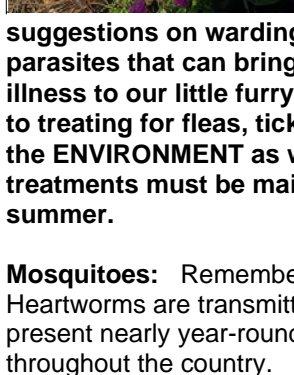 suggestions on warding
parasites that can bring
illness to our little furry
to treating for fleas, tick
the ENVIRONMENT as
treatments must be mai
summer.
Mosquitoes: Remembe
Heartworms are transmitt
present nearly year-round
throughout the country.